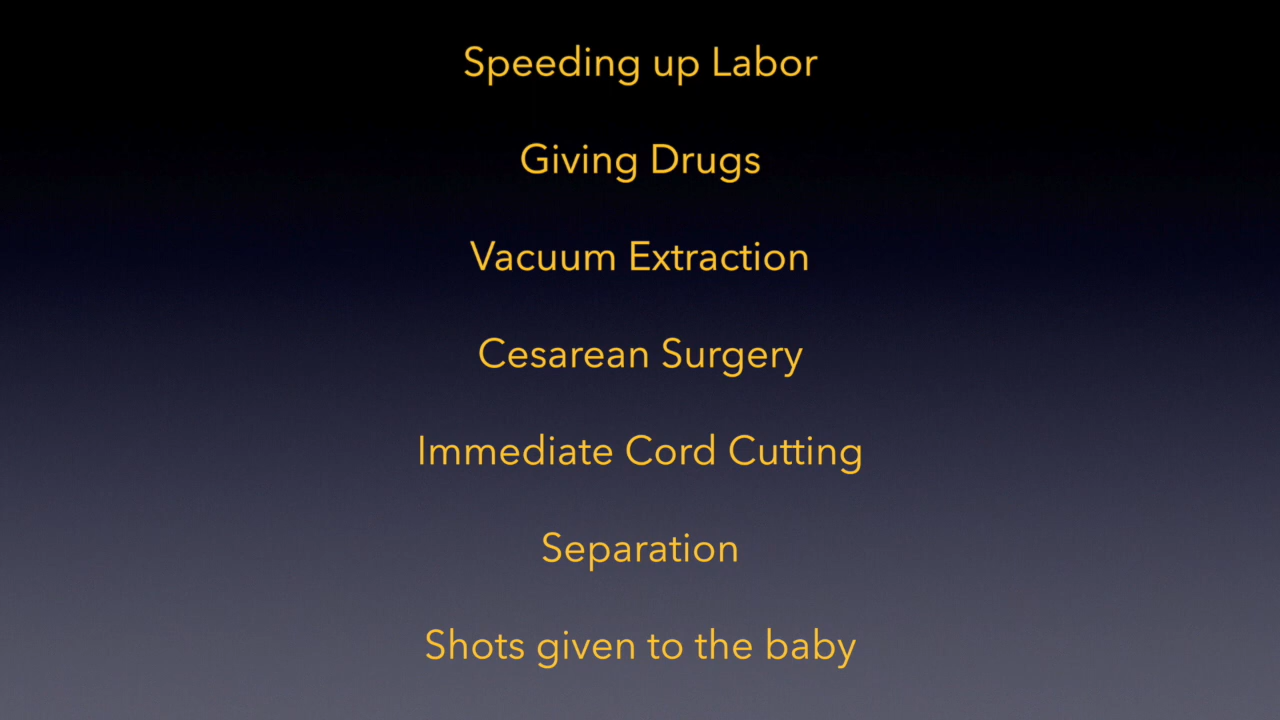 Speeding up Labor
Giving Drugs
Vacuum Extraction
Cesarean Surgery
Immediate Cord Cutting
Separation
Shots given to the baby